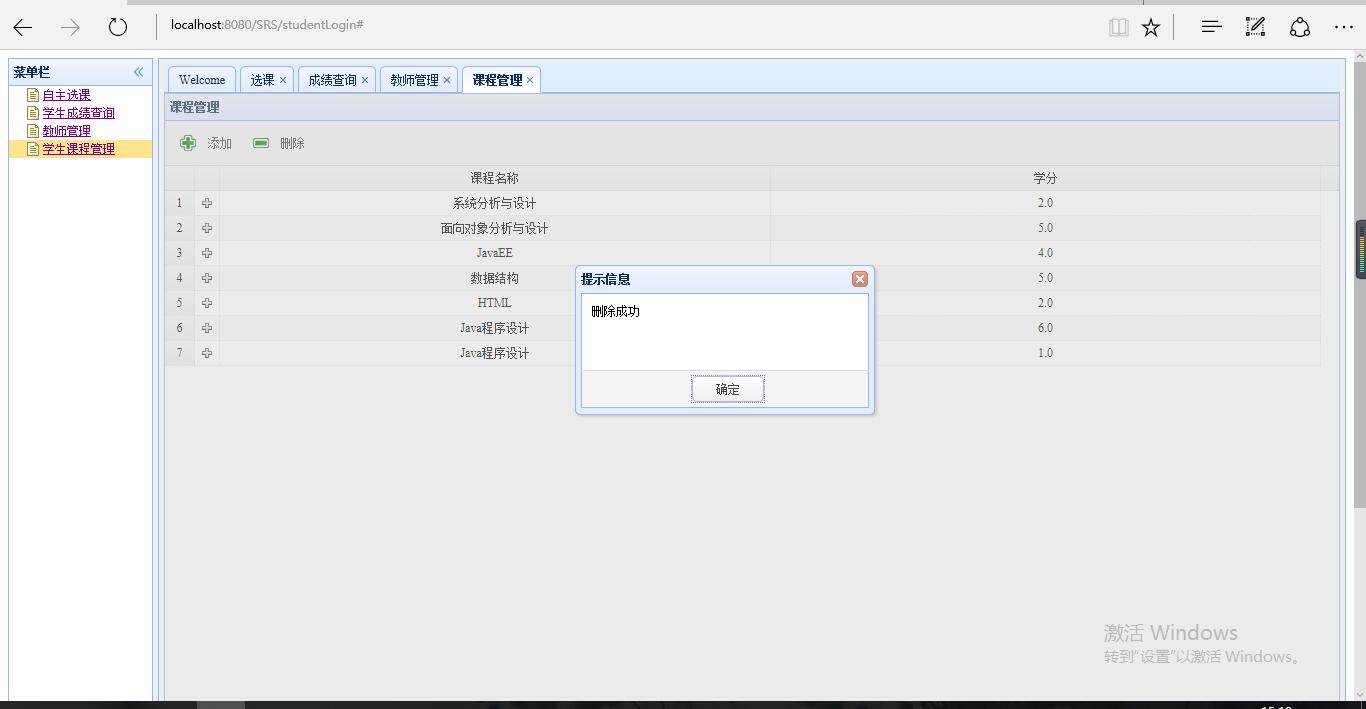 localhost:8080/SRS/studentLogin#
菜单栏
自主选课
学生成绩查询
教师管理
学生课程管理
Welcome 选课 成绩查询 教师管理 课程管理
课程管理
添加 删除
课程名称 学分
1 系统分析与设计 2.0
2 面向对象分析与设计 5.0
3 JavaEE 4.0
4 数据结构 5.0
5 HTML 2.0
6 Java程序设计 6.0
7 Java程序设计 1.0
提示信息
删除成功
确定
激活 Windows
转到"设置"以激活 Windows。